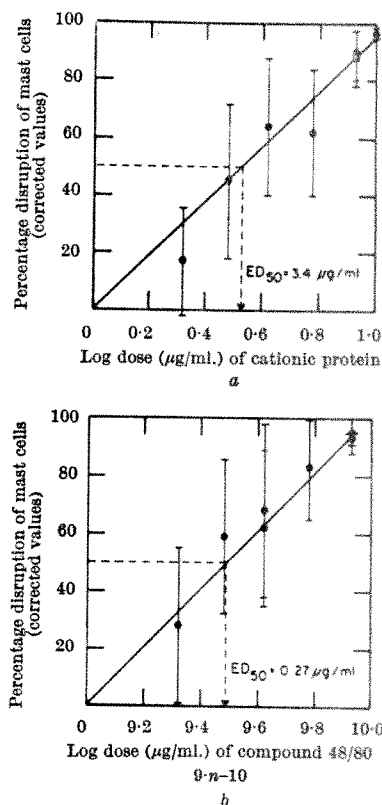 Percentage disruption of mast cells
(corrected values)
100
80
60
40
20
ED50=3.4 µg/ml
0 0·2 0·4 0·6 0·8 1·0
Log dose (µg/ml.) of cationic protein
a
Percentage disruption of mast cells
(corrected values)
100
80
60
40
20
ED50=0·27µg/ml
0 9·2 9·4 9·6 9·8 10·0
Log dose (µg/ml.) of compound 48/80
9·n–10
b